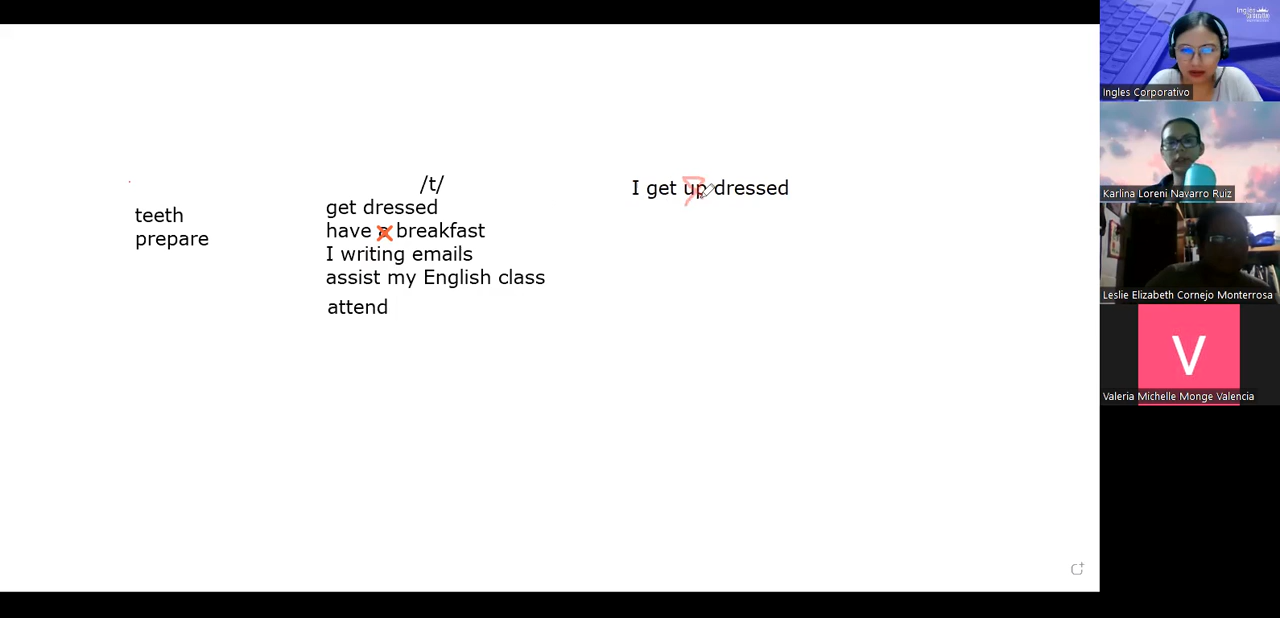 teeth
prepare
/t/
get dressed
have a breakfast
I writing emails
assist my English class
attend
I get up dressed
Ingles Corporativo
Karlina Loreni Navarro Ruiz
Leslie Elizabeth Cornejo Monterrosa
V
Valeria Michelle Monge Valencia